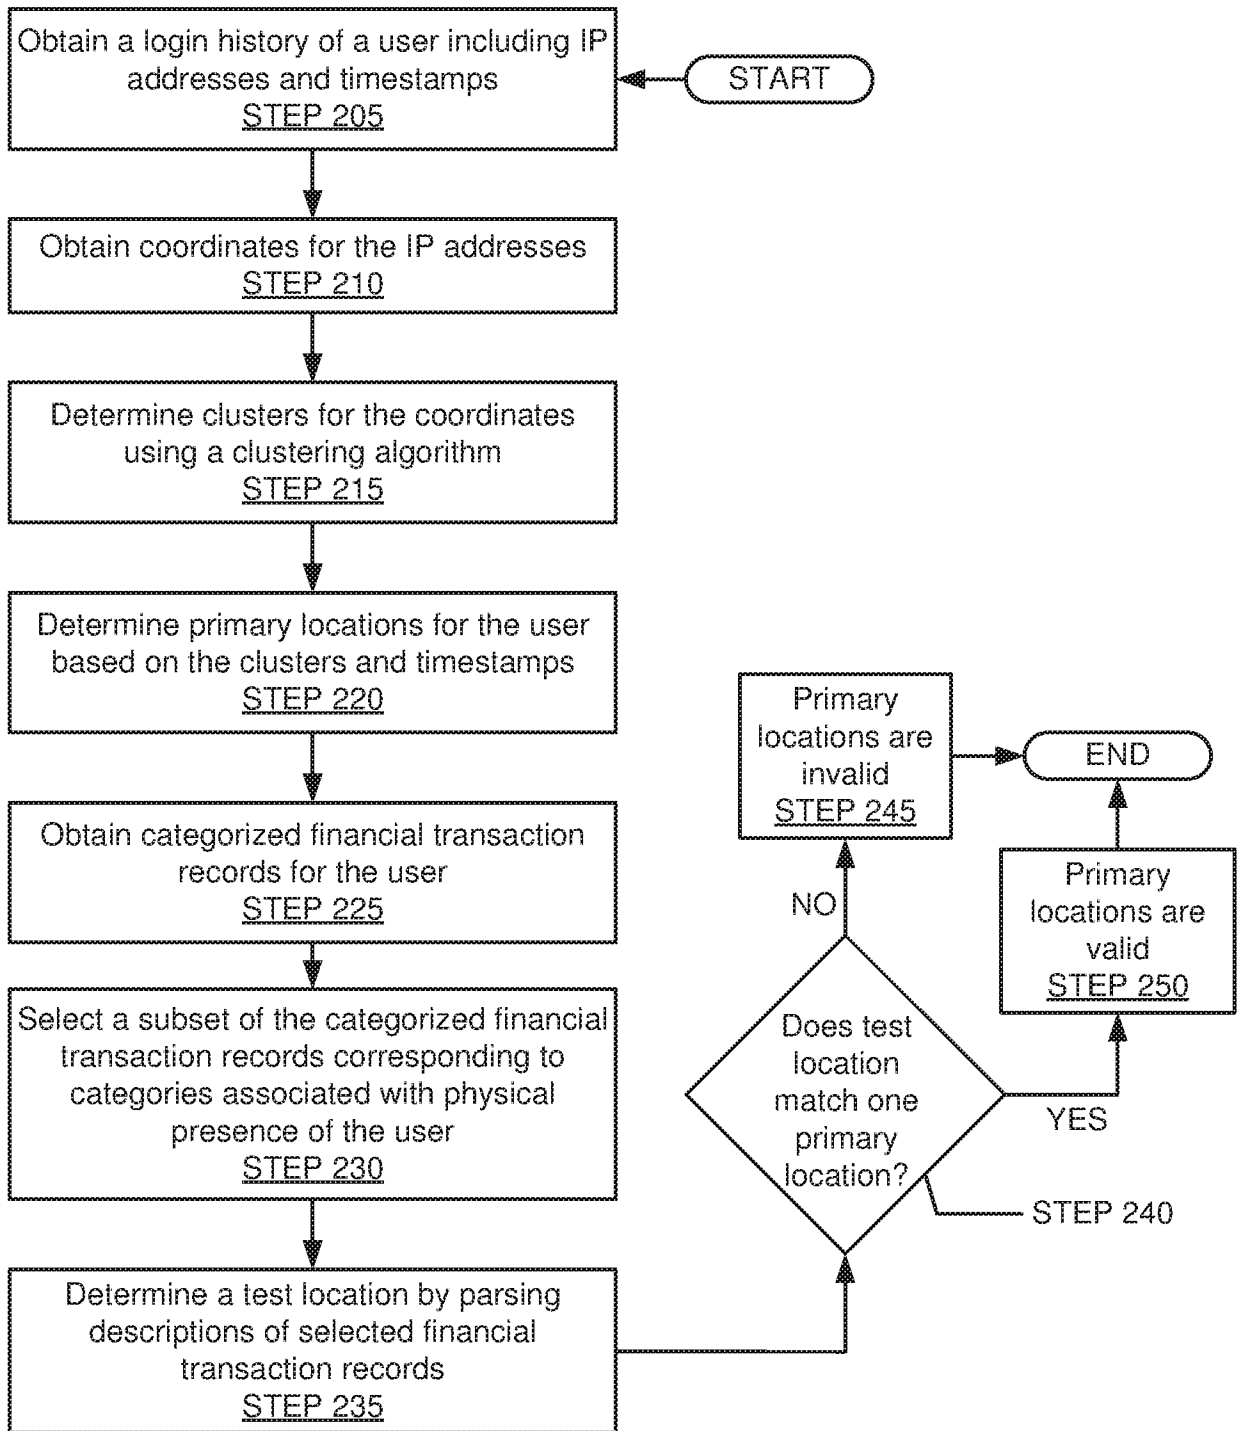 Obtain a login history of a user including IP
addresses and timestamps
STEP 205
START
Obtain coordinates for the IP addresses
STEP 210
Determine clusters for the coordinates
using a clustering algorithm
STEP 215
Determine primary locations for the user
based on the clusters and timestamps
STEP 220
Obtain categorized financial transaction
records for the user
STEP 225
Select a subset of the categorized financial
transaction records corresponding to
categories associated with physical
presence of the user
STEP 230
Determine a test location by parsing
descriptions of selected financial
transaction records
STEP 235
Does test
location
match one
primary
location?
STEP 240
NO
Primary
locations are
invalid
STEP 245
YES
Primary
locations are
valid
STEP 250
END